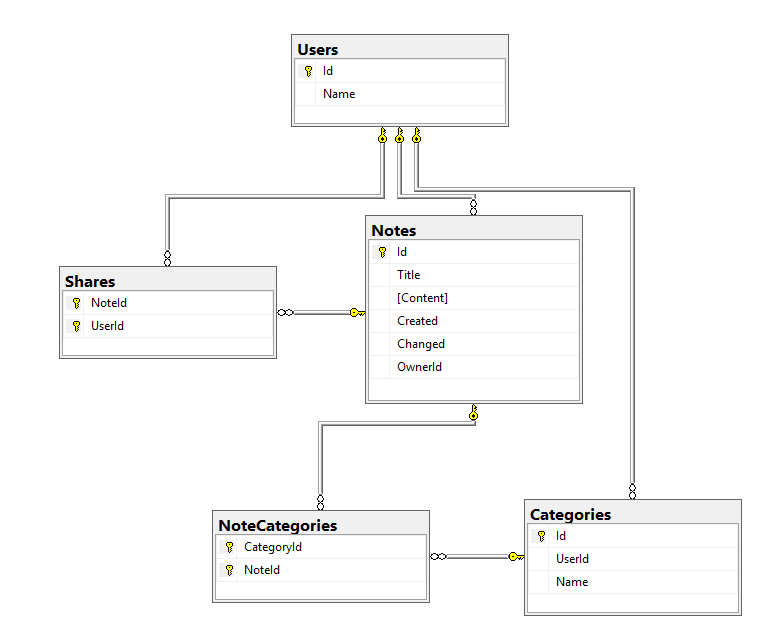 Users
Id
Name
Notes
Id
Title
[Content]
Created
Changed
OwnerId
Shares
NoteId
UserId
NoteCategories
CategoryId
NoteId
Categories
Id
UserId
Name